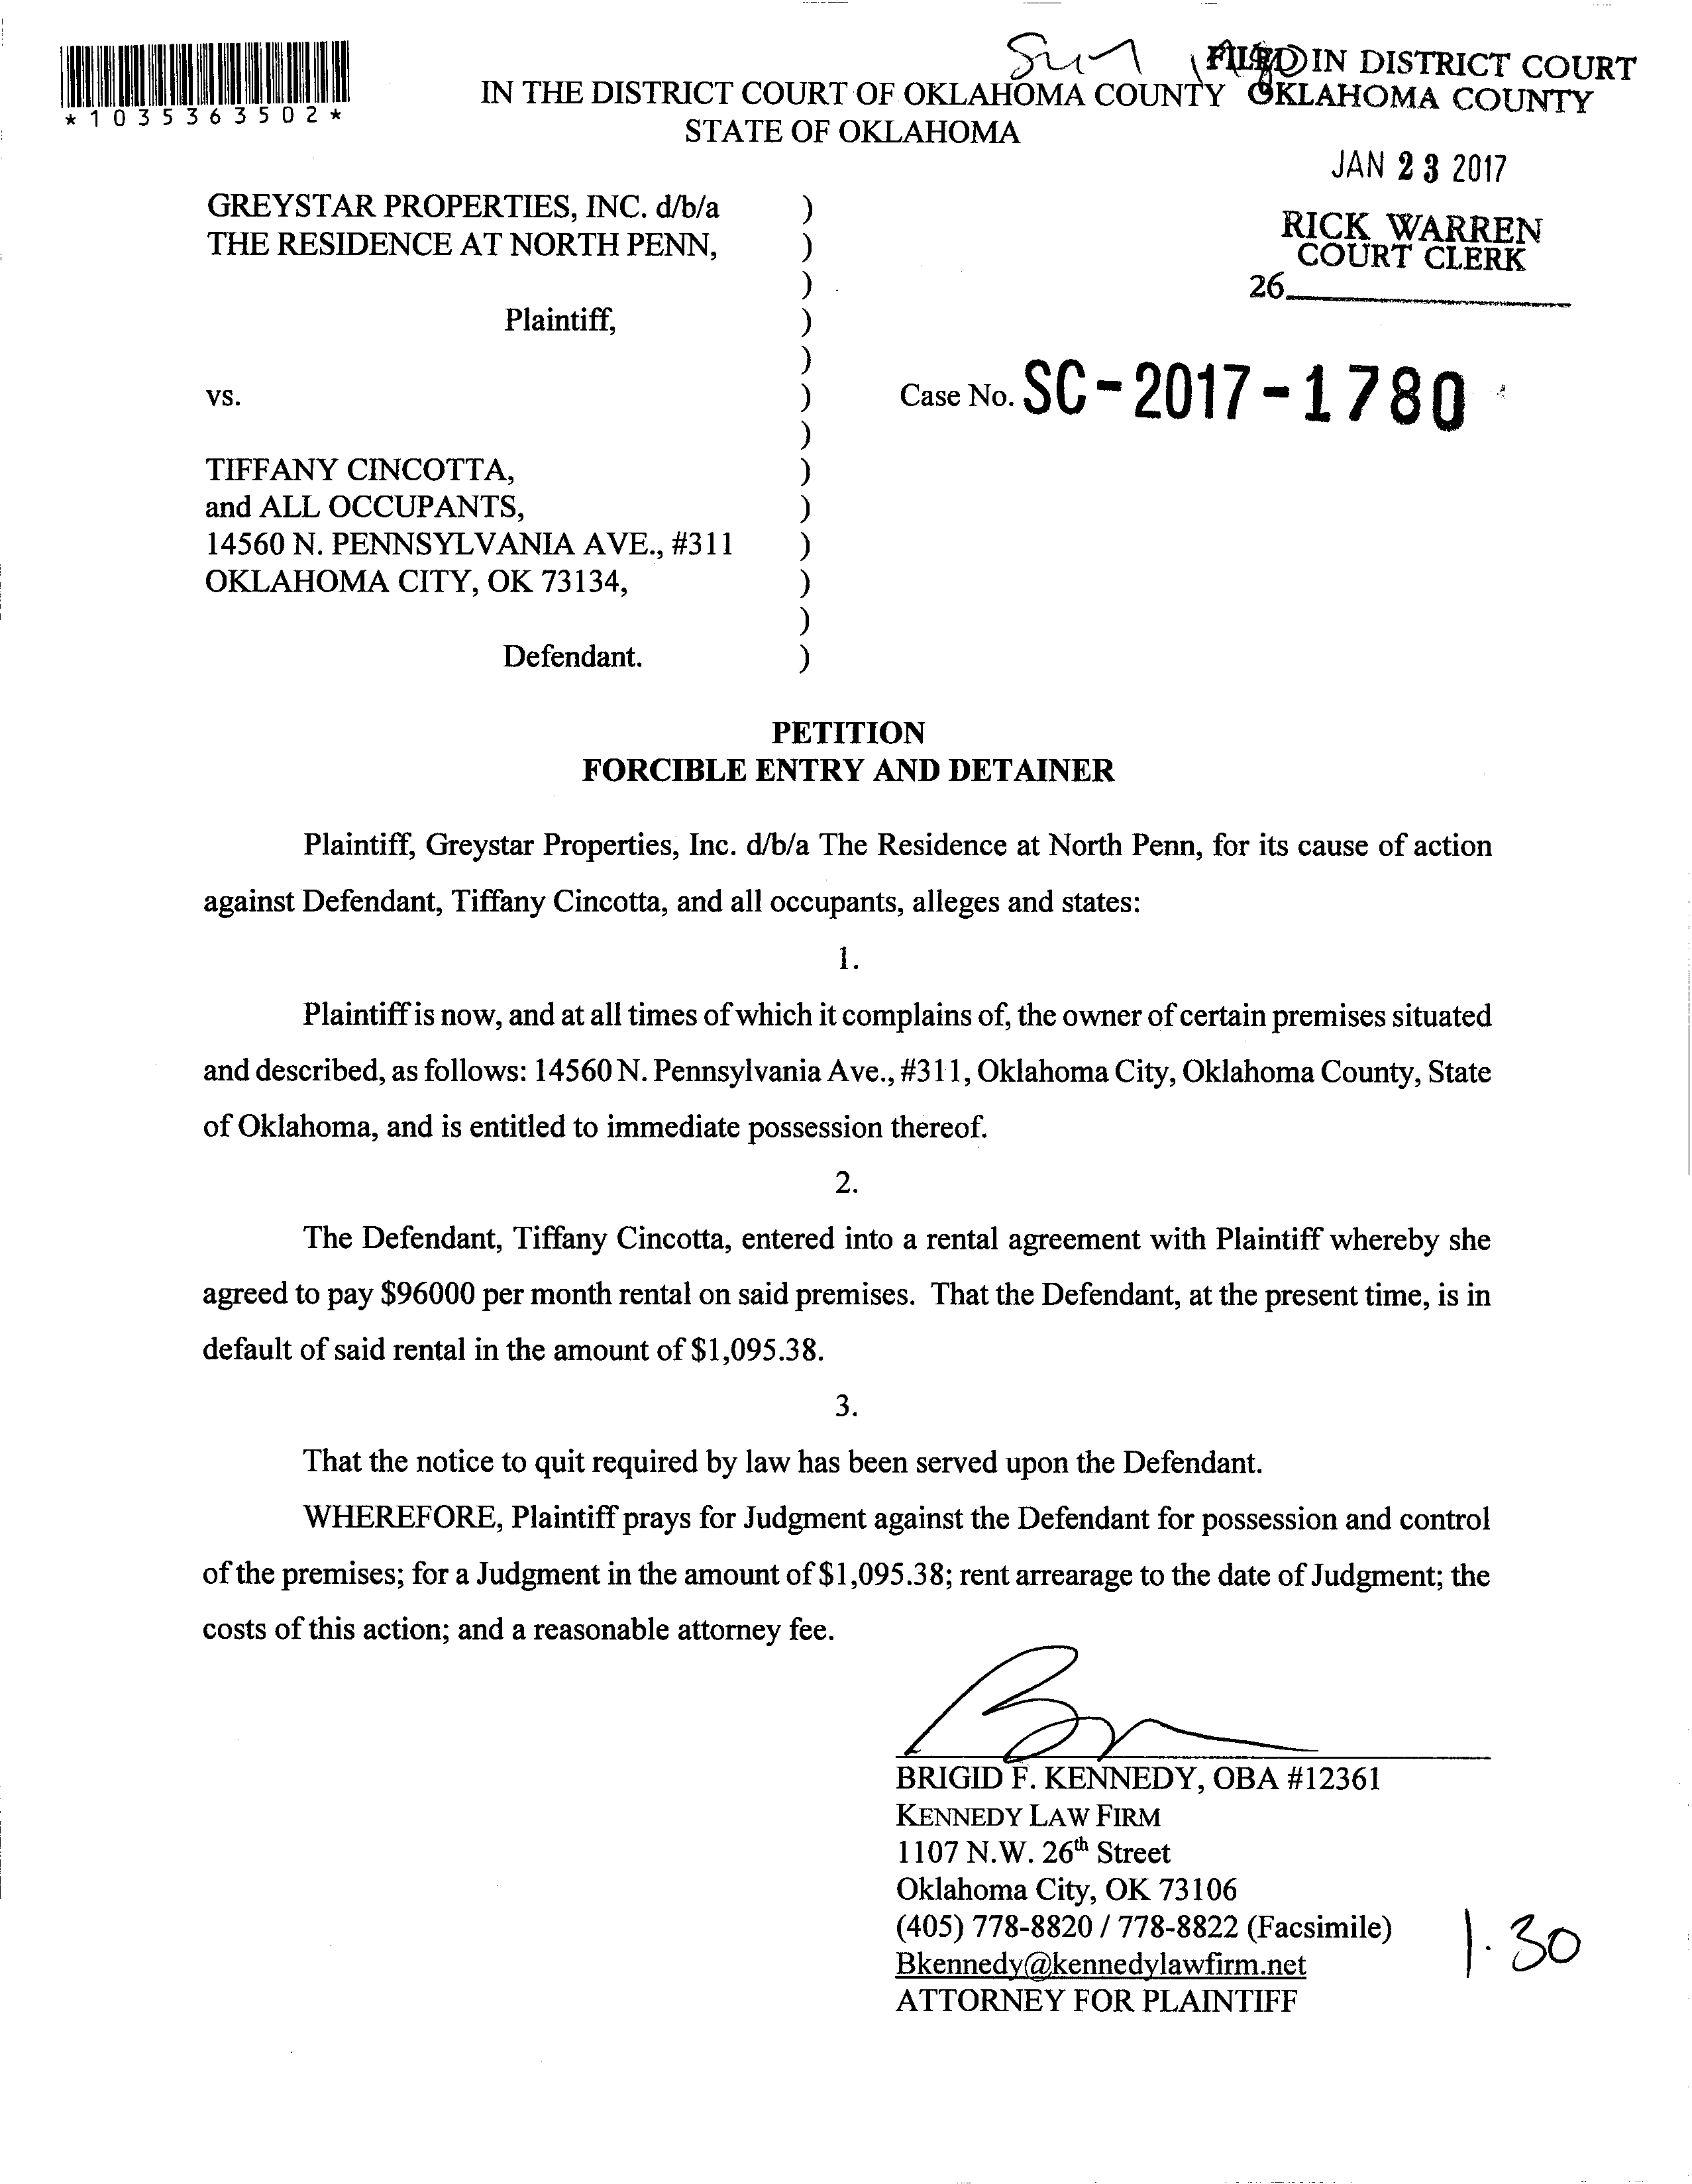 *1035363502*
FILED IN DISTRICT COURT
OKLAHOMA COUNTY
IN THE DISTRICT COURT OF OKLAHOMA COUNTY
STATE OF OKLAHOMA
JAN 23 2017
RICK WARREN
COURT CLERK
26
GREYSTAR PROPERTIES, INC. d/b/a )
THE RESIDENCE AT NORTH PENN, )
)
Plaintiff, )
)
vs. )
Case No. SC-2017-1780
)
TIFFANY CINCOTTA, )
and ALL OCCUPANTS, )
14560 N. PENNSYLVANIA AVE., #311 )
OKLAHOMA CITY, OK 73134, )
)
Defendant. )
PETITION
FORCIBLE ENTRY AND DETAINER
Plaintiff, Greystar Properties, Inc. d/b/a The Residence at North Penn, for its cause of action
against Defendant, Tiffany Cincotta, and all occupants, alleges and states:
1.
Plaintiff is now, and at all times of which it complains of, the owner of certain premises situated
and described, as follows: 14560 N. Pennsylvania Ave., #311, Oklahoma City, Oklahoma County, State
of Oklahoma, and is entitled to immediate possession thereof.
2.
The Defendant, Tiffany Cincotta, entered into a rental agreement with Plaintiff whereby she
agreed to pay $96000 per month rental on said premises. That the Defendant, at the present time, is in
default of said rental in the amount of $1,095.38.
3.
That the notice to quit required by law has been served upon the Defendant.
WHEREFORE, Plaintiff prays for Judgment against the Defendant for possession and control
of the premises; for a Judgment in the amount of $1,095.38; rent arrearage to the date of Judgment; the
costs of this action; and a reasonable attorney fee.
BRIGID F. KENNEDY, OBA #12361
KENNEDY LAW FIRM
1107 N.W. 26th Street
Oklahoma City, OK 73106
(405) 778-8820 / 778-8822 (Facsimile)
Bkennedy@kennedylawfirm.net
ATTORNEY FOR PLAINTIFF
1.30